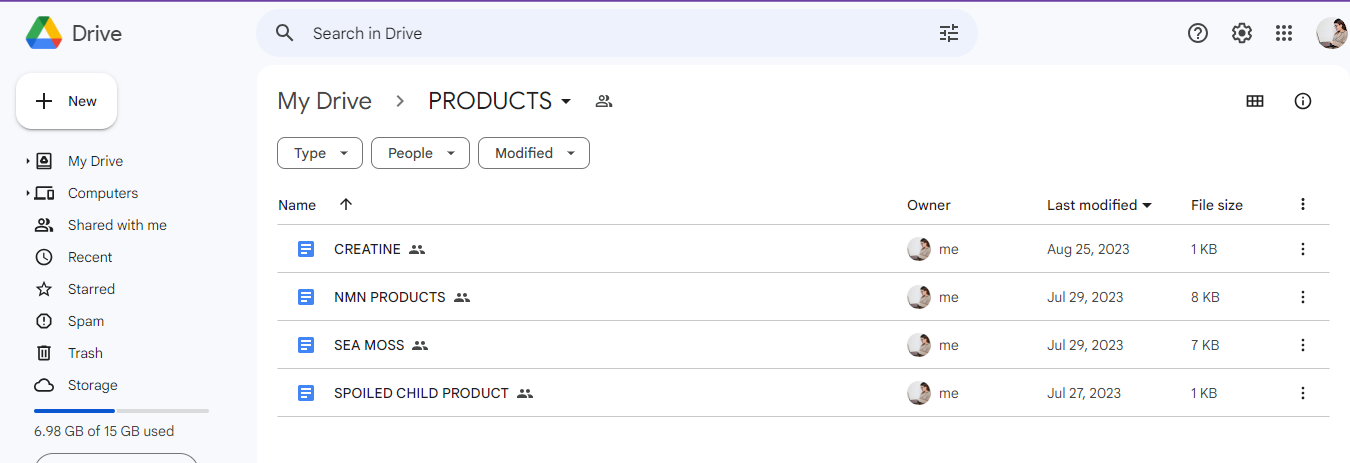 Drive
Search in Drive
New
My Drive
Computers
Shared with me
Recent
Starred
Spam
Trash
Storage
6.98 GB of 15 GB used
My Drive > PRODUCTS
Type People Modified
Name Owner Last modified File size
CREATINE me Aug 25, 2023 1 KB
NMN PRODUCTS me Jul 29, 2023 8 KB
SEA MOSS me Jul 29, 2023 7 KB
SPOILED CHILD PRODUCT me Jul 27, 2023 1 KB